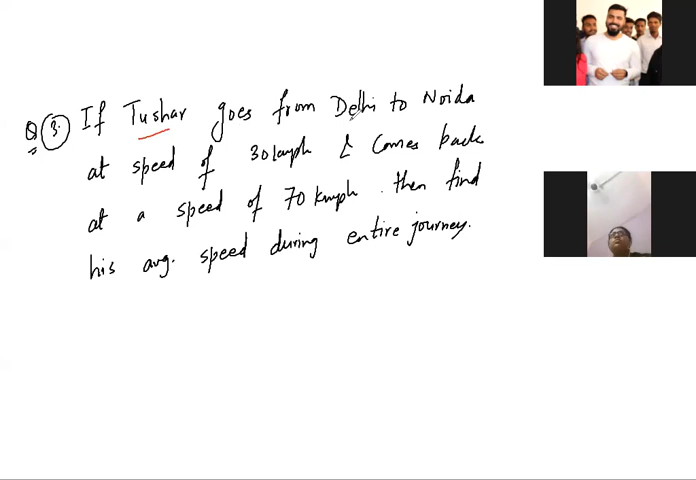 Q 3. If Tushar goes from Delhi to Noida
at speed of 30 kmph & Comes back
at a speed of 70 kmph. then find
his avg. speed during entire journey.